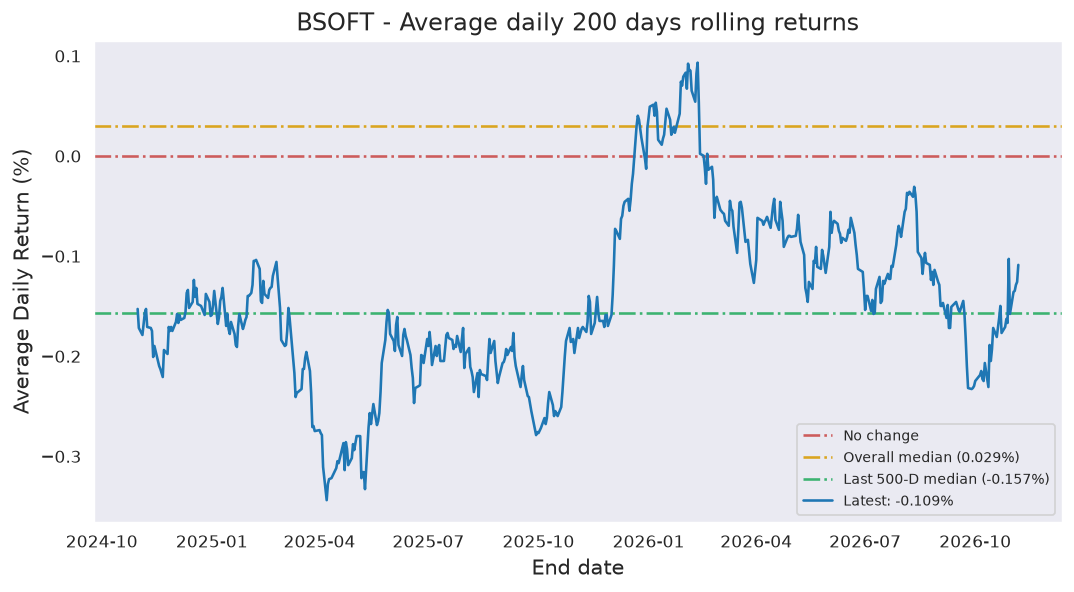 BSOFT - Average daily 200 days rolling returns
Average Daily Return (%)
0.1
0.0
−0.1
−0.2
−0.3
No change
Overall median (0.029%)
Last 500-D median (-0.157%)
Latest: -0.109%
2024-10 2025-01 2025-04 2025-07 2025-10 2026-01 2026-04 2026-07 2026-10
End date